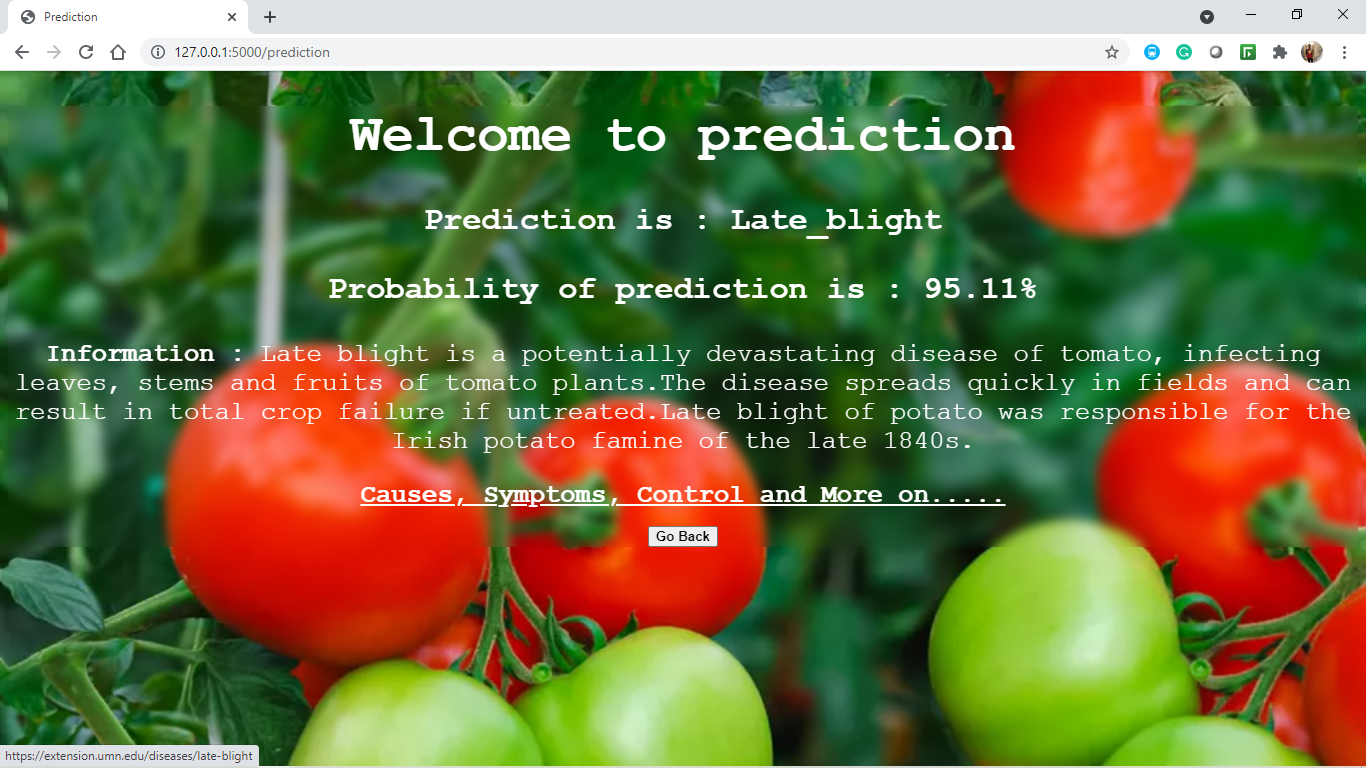 Prediction
127.0.0.1:5000/prediction
Welcome to prediction
Prediction is : Late_blight
Probability of prediction is : 95.11%
Information : Late blight is a potentially devastating disease of tomato, infecting
leaves, stems and fruits of tomato plants.The disease spreads quickly in fields and can
result in total crop failure if untreated.Late blight of potato was responsible for the
Irish potato famine of the late 1840s.
Causes, Symptoms, Control and More on.....
Go Back
https://extension.umn.edu/diseases/late-blight